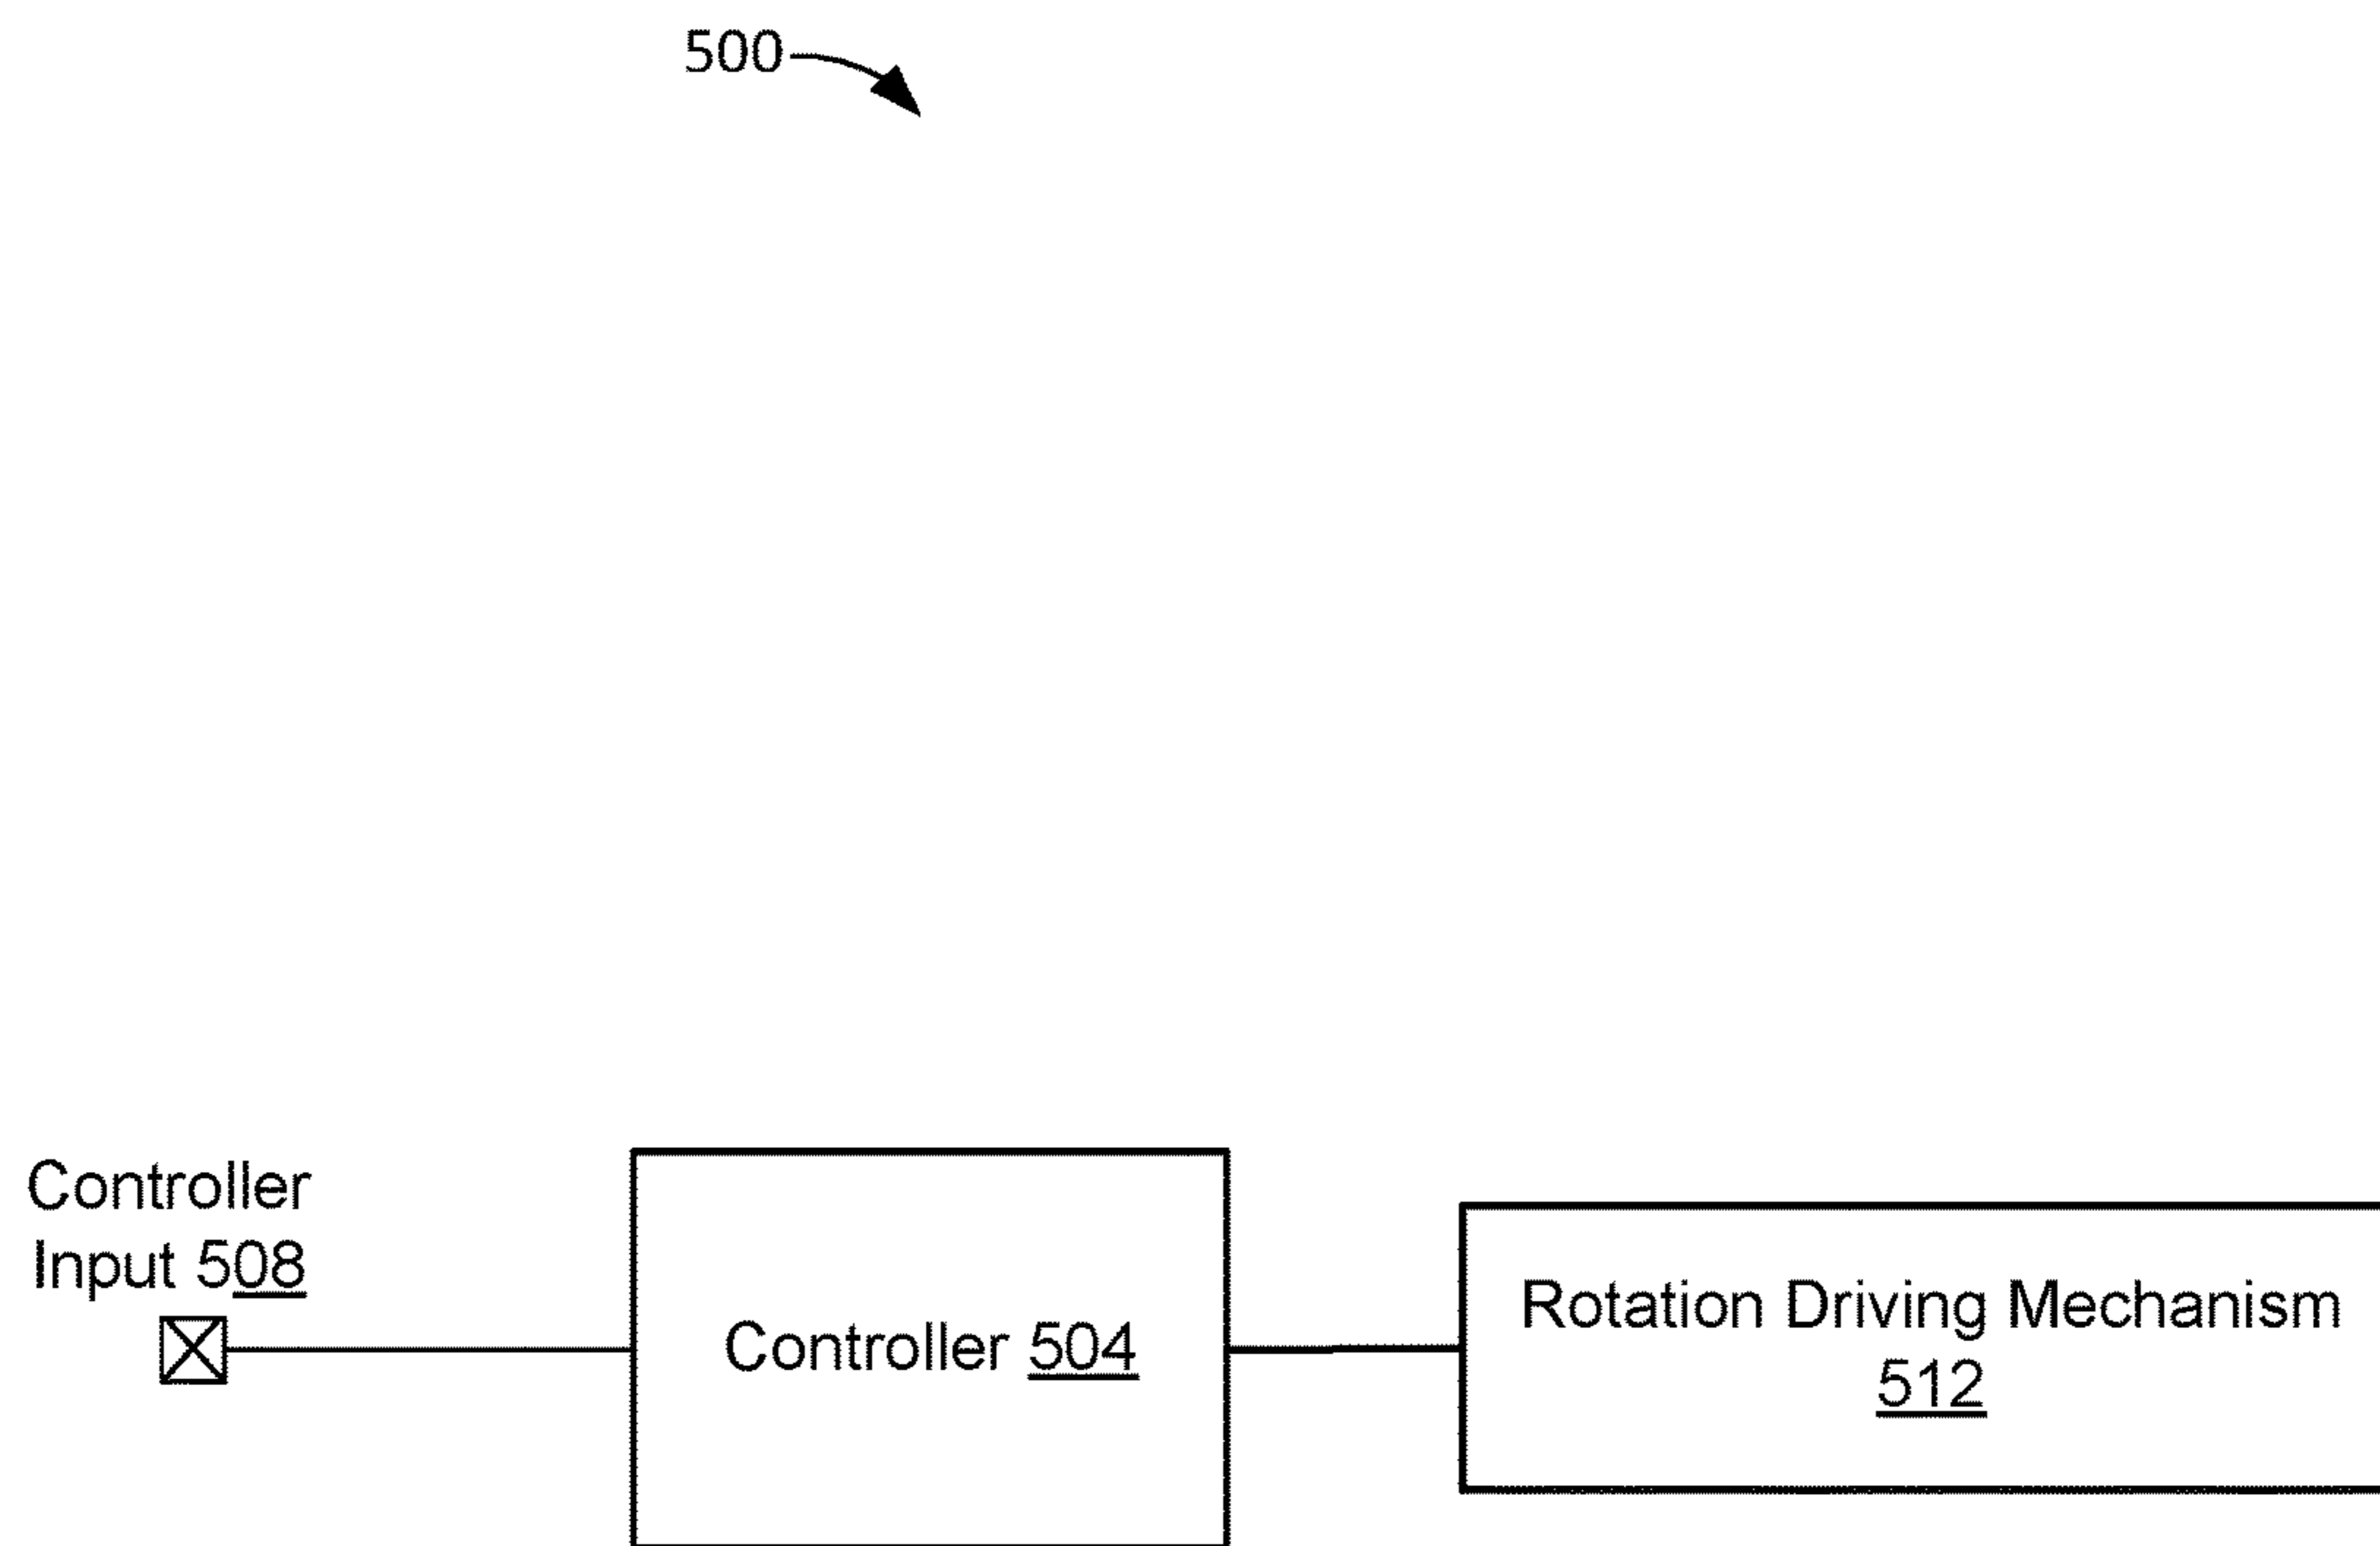 500
Controller
Input 508
Controller 504
Rotation Driving Mechanism
512